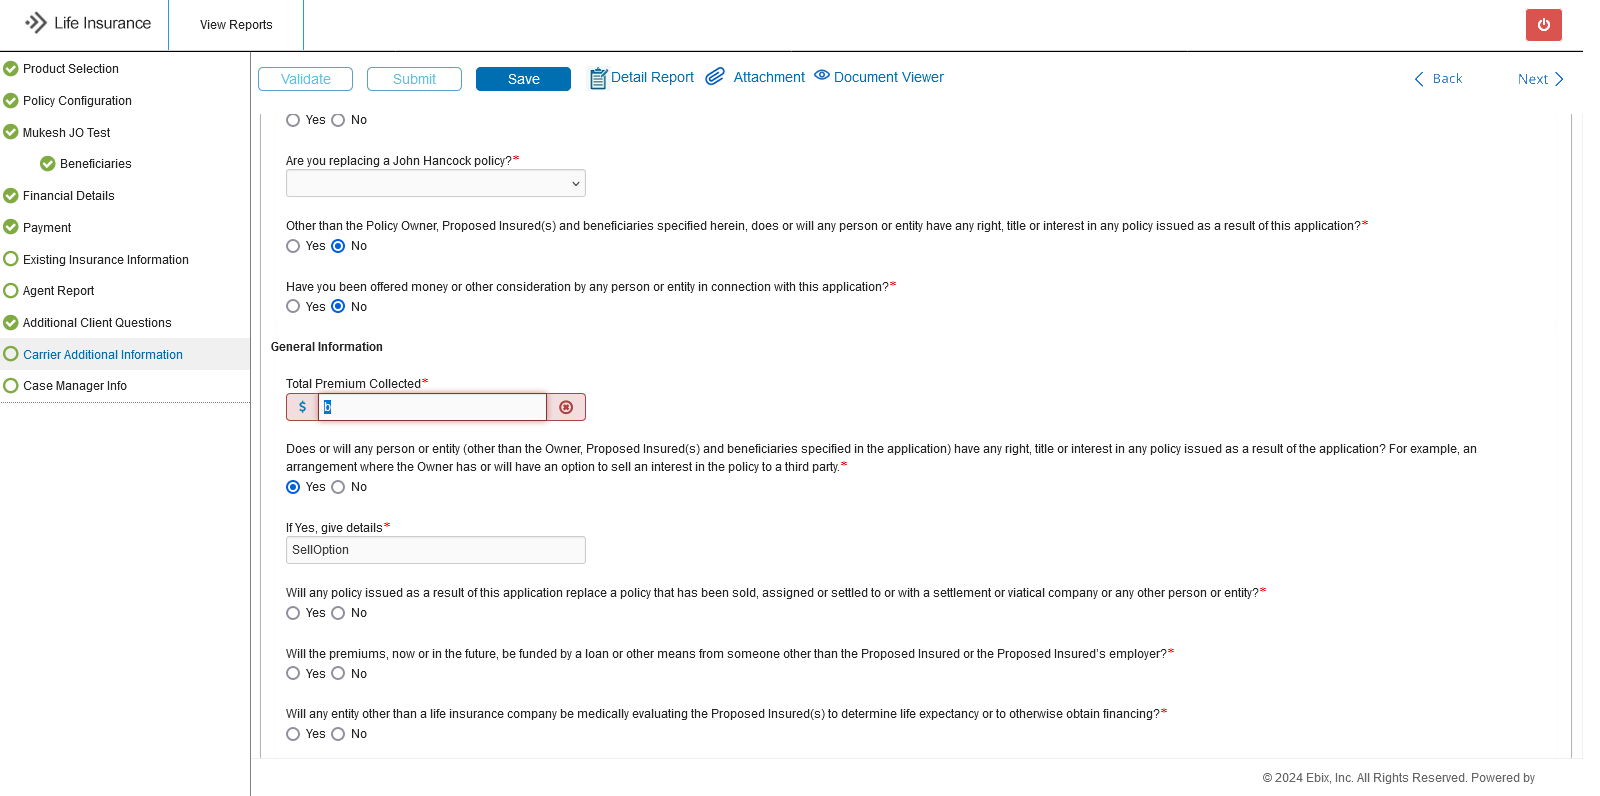 Life Insurance
View Reports
Product Selection
Policy Configuration
Mukesh JO Test
Beneficiaries
Financial Details
Payment
Existing Insurance Information
Agent Report
Additional Client Questions
Carrier Additional Information
Case Manager Info
Validate
Submit
Save
Detail Report
Attachment
Document Viewer
Back
Next
Yes No
Are you replacing a John Hancock policy?*
Other than the Policy Owner, Proposed Insured(s) and beneficiaries specified herein, does or will any person or entity have any right, title or interest in any policy issued as a result of this application?*
Yes No
Have you been offered money or other consideration by any person or entity in connection with this application?*
Yes No
General Information
Total Premium Collected*
$ b
Does or will any person or entity (other than the Owner, Proposed Insured(s) and beneficiaries specified in the application) have any right, title or interest in any policy issued as a result of the application? For example, an
arrangement where the Owner has or will have an option to sell an interest in the policy to a third party.*
Yes No
If Yes, give details*
SellOption
Will any policy issued as a result of this application replace a policy that has been sold, assigned or settled to or with a settlement or viatical company or any other person or entity?*
Yes No
Will the premiums, now or in the future, be funded by a loan or other means from someone other than the Proposed Insured or the Proposed Insured's employer?*
Yes No
Will any entity other than a life insurance company be medically evaluating the Proposed Insured(s) to determine life expectancy or to otherwise obtain financing?*
Yes No
© 2024 Ebix, Inc. All Rights Reserved. Powered by